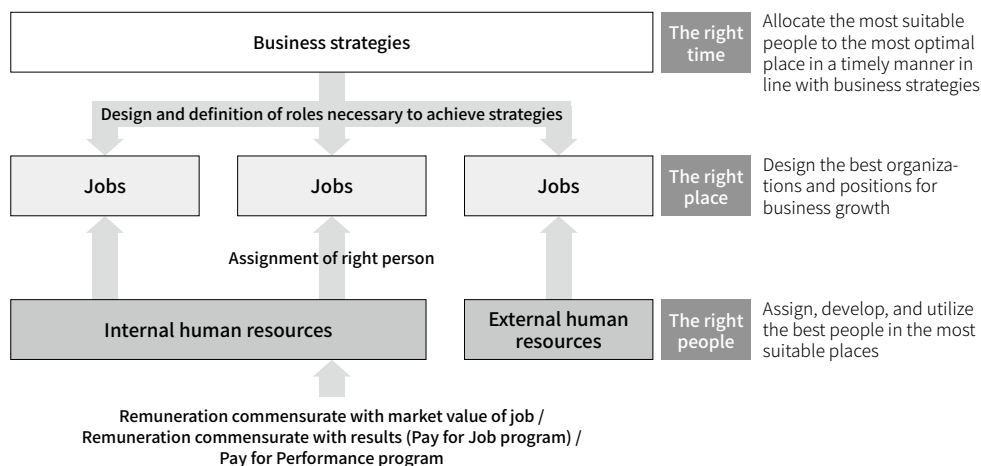 Business strategies
The right
time
Allocate the most suitable
people to the most optimal
place in a timely manner in
line with business strategies
Design and definition of roles necessary to achieve strategies
Jobs
Jobs
Jobs
The right
place
Design the best organiza-
tions and positions for
business growth
Assignment of right person
Internal human resources
External human
resources
The right
people
Assign, develop, and utilize
the best people in the most
suitable places
Remuneration commensurate with market value of job /
Remuneration commensurate with results (Pay for Job program) /
Pay for Performance program